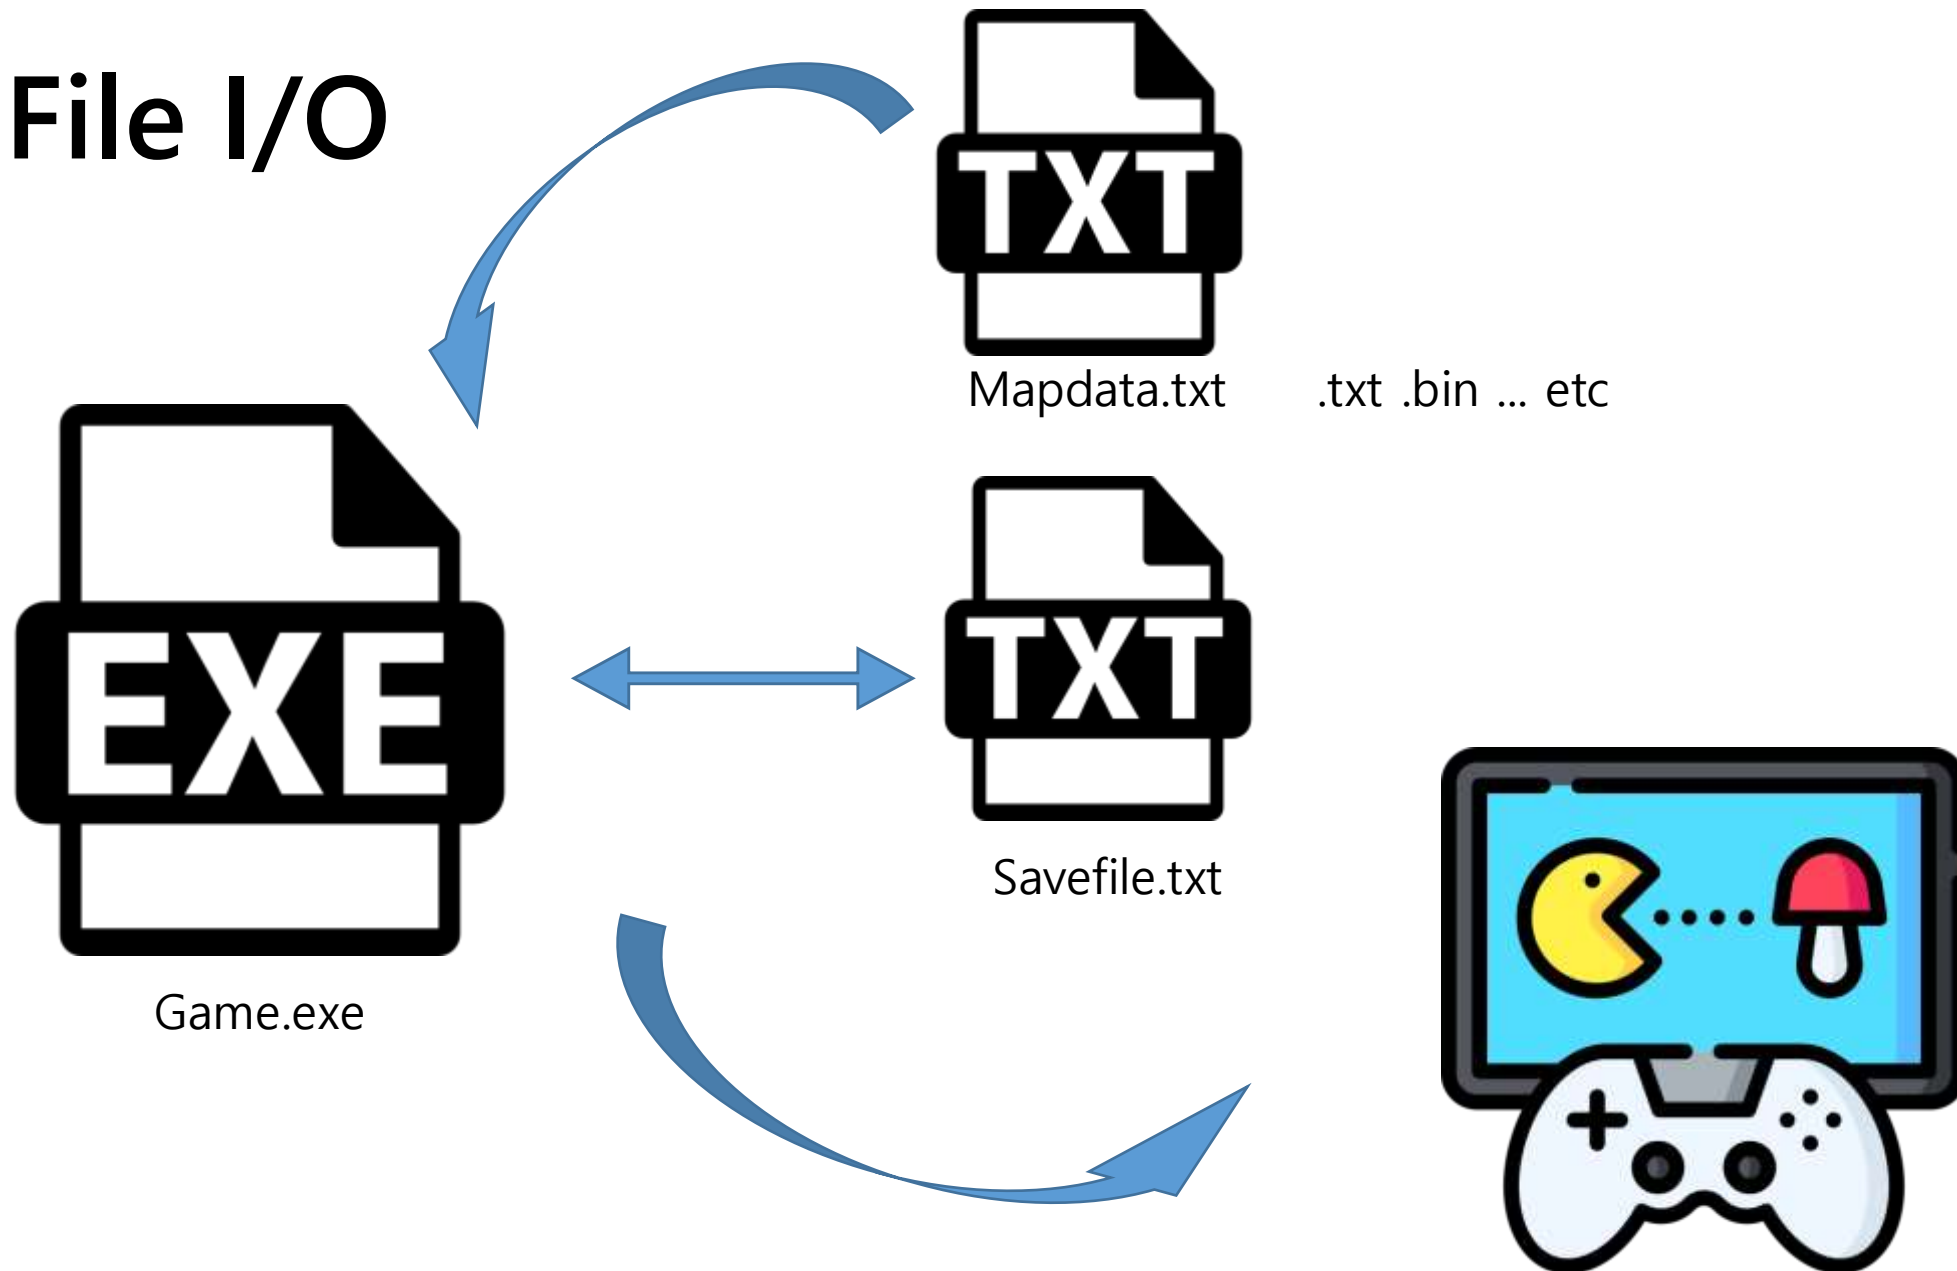 File I/O
TXT
Mapdata.txt .txt .bin ... etc
EXE
TXT
Savefile.txt
Game.exe